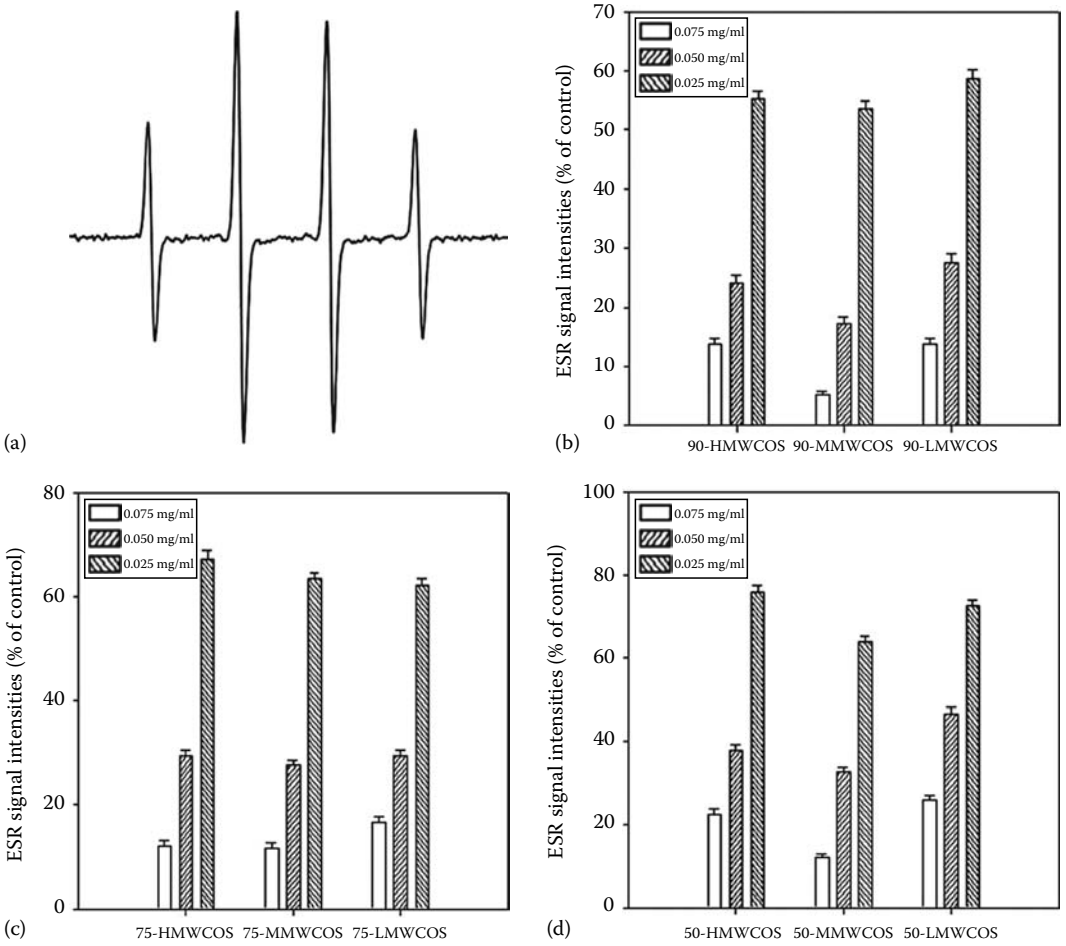 (a)
ESR signal intensities (% of control)
70
60
50
40
30
20
10
0
0.075 mg/ml
0.050 mg/ml
0.025 mg/ml
90-HMWCOS 90-MMWCOS 90-LMWCOS
(b)
ESR signal intensities (% of control)
80
60
40
20
0
0.075 mg/ml
0.050 mg/ml
0.025 mg/ml
75-HMWCOS 75-MMWCOS 75-LMWCOS
(c)
ESR signal intensities (% of control)
100
80
60
40
20
0
0.075 mg/ml
0.050 mg/ml
0.025 mg/ml
50-HMWCOS 50-MMWCOS 50-LMWCOS
(d)